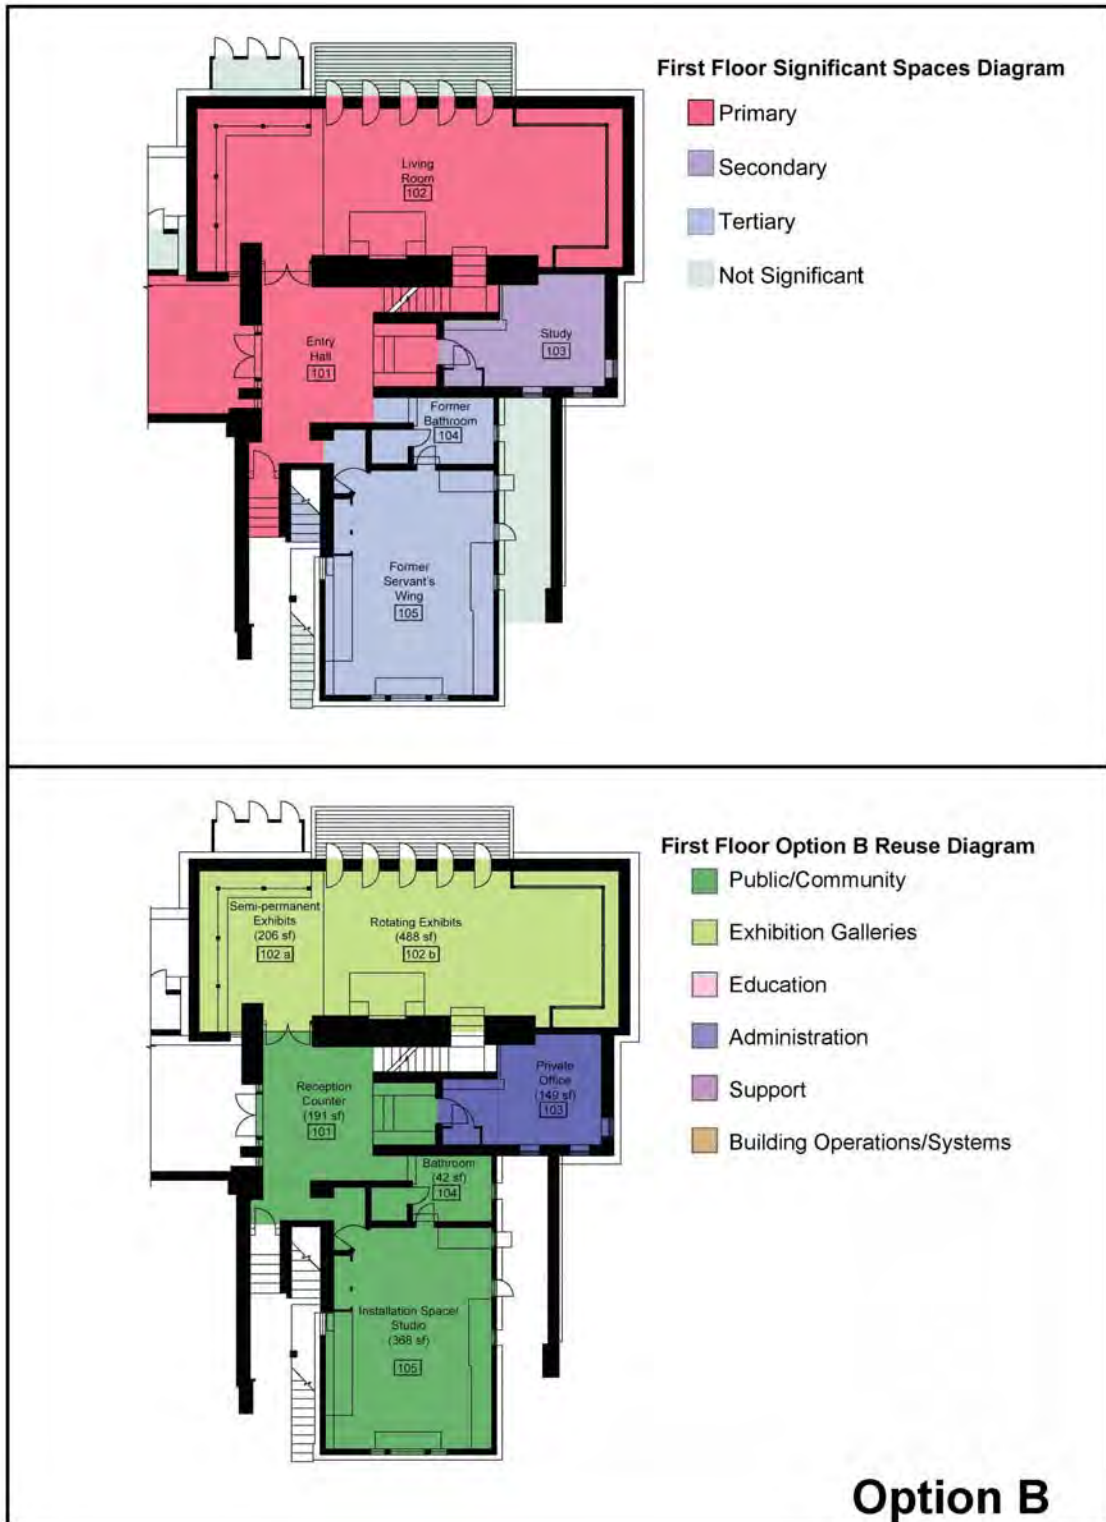 First Floor Significant Spaces Diagram
Primary
Secondary
Tertiary
Not Significant
Living
Room
102
Entry
Hall
101
Study
103
Former
Bathroom
104
Former
Servant's
Wing
105
First Floor Option B Reuse Diagram
Public/Community
Exhibition Galleries
Education
Administration
Support
Building Operations/Systems
Semi-permanent
Exhibits
(206 sf)
102 a
Rotating Exhibits
(488 sf)
102 b
Reception
Counter
(191 sf)
101
Private
Office
(149 sf)
103
Bathroom
(42 sf)
104
Installation Space/
Studio
(368 sf)
105
Option B